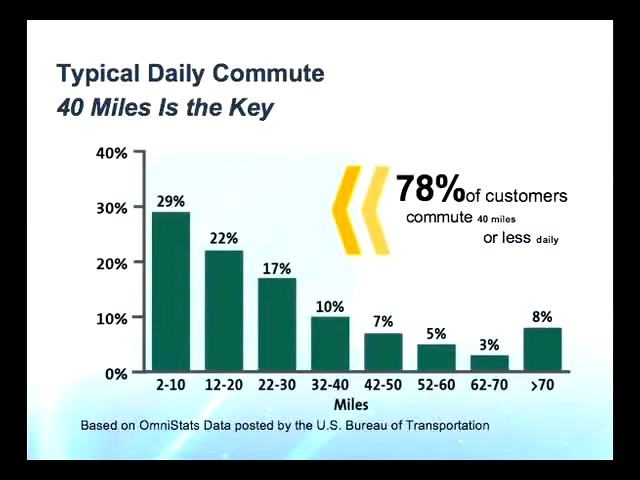 Typical Daily Commute
40 Miles Is the Key
40%
30%
20%
10%
0%
29%
22%
17%
10%
7%
5%
3%
8%
78% of customers
commute 40 miles
or less daily
2-10 12-20 22-30 32-40 42-50 52-60 62-70 >70
Miles
Based on OmniStats Data posted by the U.S. Bureau of Transportation